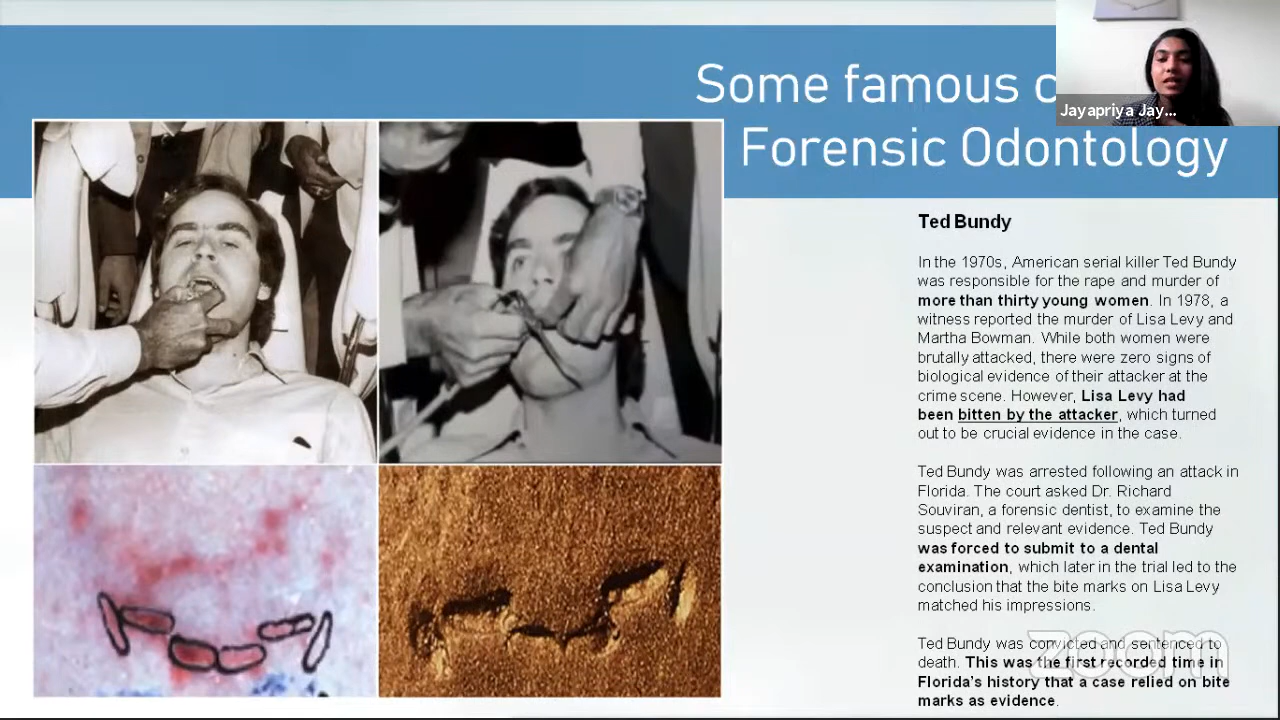 Some famous c
Forensic Odontology
Jayapriya Jay...
Ted Bundy
In the 1970s, American serial killer Ted Bundy
was responsible for the rape and murder of
more than thirty young women. In 1978, a
witness reported the murder of Lisa Levy and
Martha Bowman. While both women were
brutally attacked, there were zero signs of
biological evidence of their attacker at the
crime scene. However, Lisa Levy had
been bitten by the attacker, which turned
out to be crucial evidence in the case.
Ted Bundy was arrested following an attack in
Florida. The court asked Dr. Richard
Souviran, a forensic dentist, to examine the
suspect and relevant evidence. Ted Bundy
was forced to submit to a dental
examination, which later in the trial led to the
conclusion that the bite marks on Lisa Levy
matched his impressions.
Ted Bundy was convicted and sentenced to
death. This was the first recorded time in
Florida's history that a case relied on bite
marks as evidence.
zoom